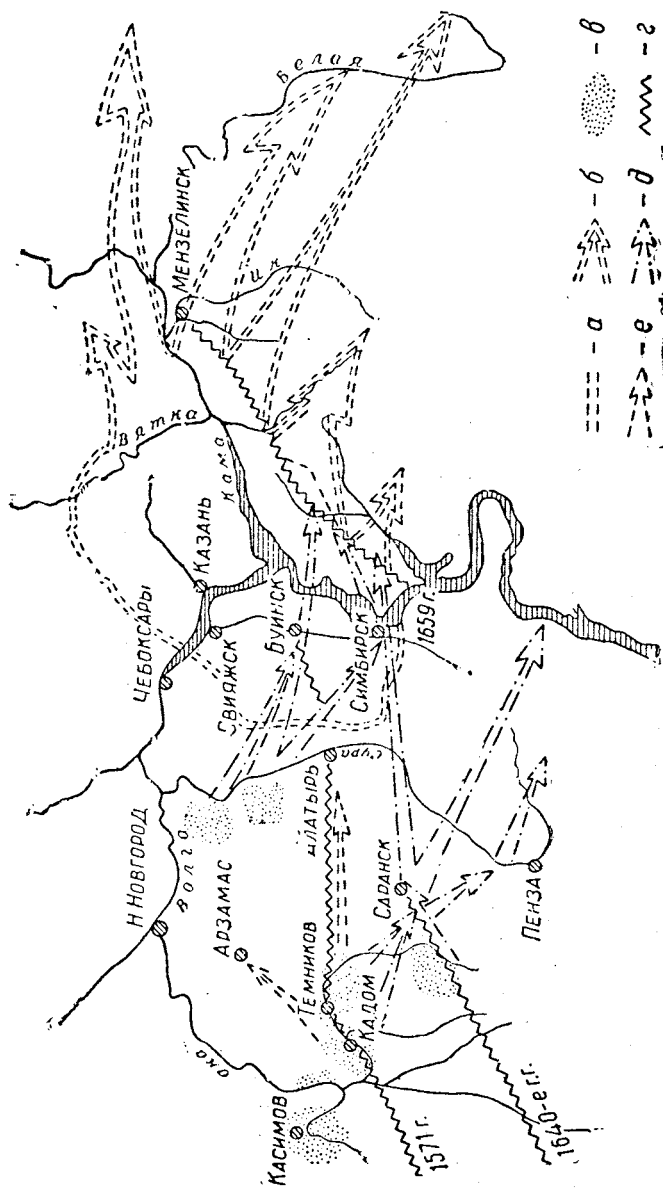 Н НОВГОРОД
Волга
ЧЕБОКСАРЫ
КАЗАНЬ
СВИЯЖСК
Вятка
Кама
МЕНЗЕЛИНСК
Ик
Белая
ока
АРЗАМАС
КАСИМОВ
ТЕМНИКОВ
КАДОМ
АЛАТЫРЬ
Сура
БУИНСК
СИМБИРСК
1659 г.
САРАНСК
ПЕНЗА
1571 г.
1640-е г.г.
- а
- б
- в
- е
- д
- г